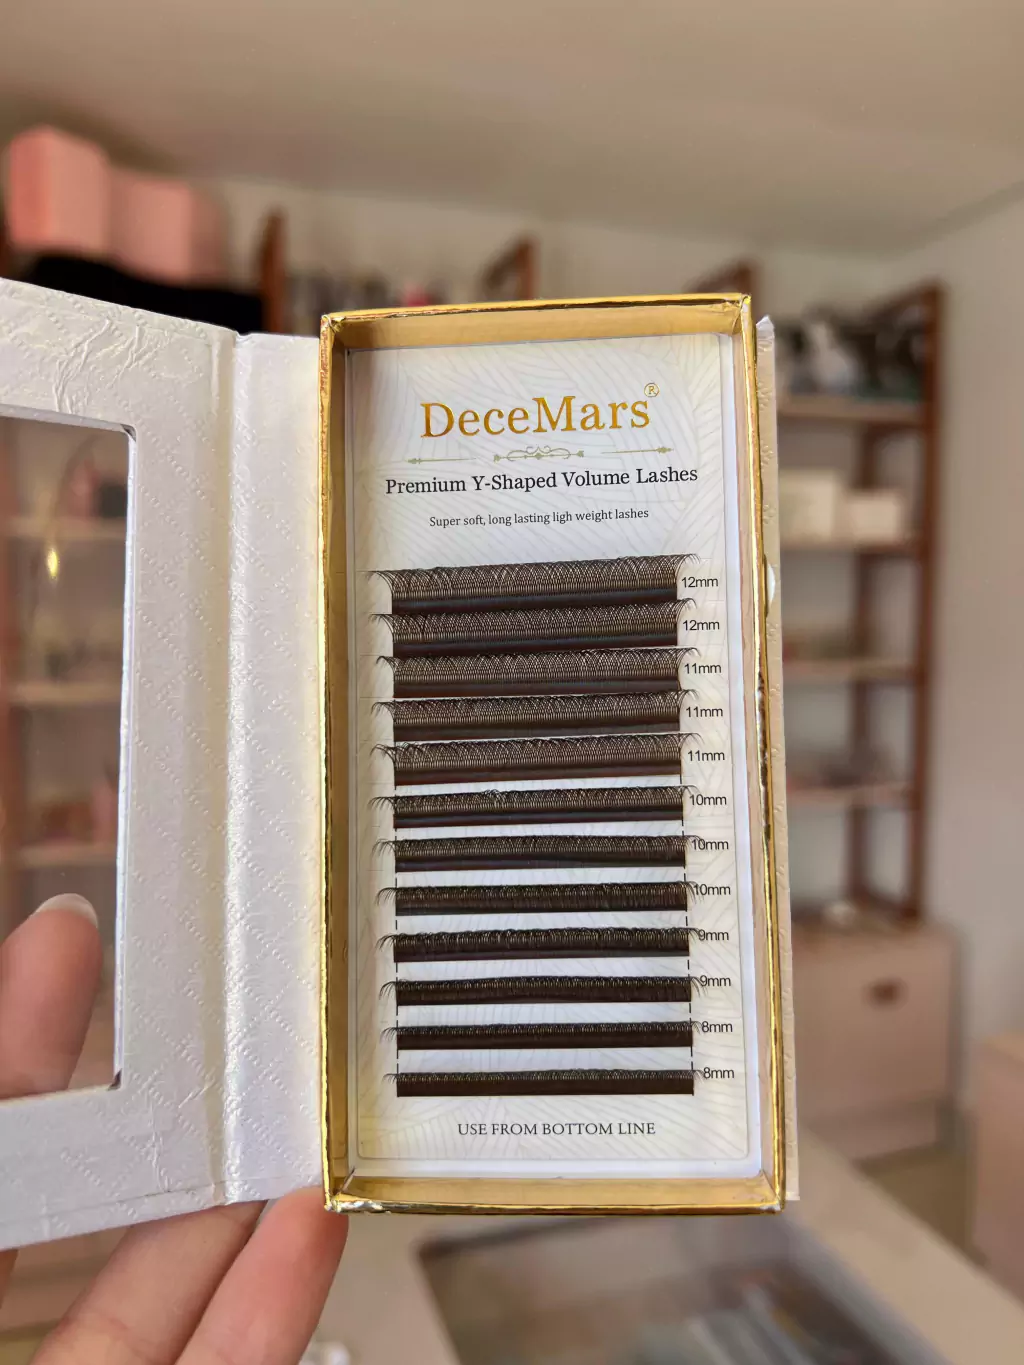 DeceMars®
Premium Y-Shaped Volume Lashes
Super soft, long lasting ligh weight lashes
12mm
12mm
11mm
11mm
11mm
10mm
10mm
10mm
9mm
9mm
8mm
8mm
USE FROM BOTTOM LINE